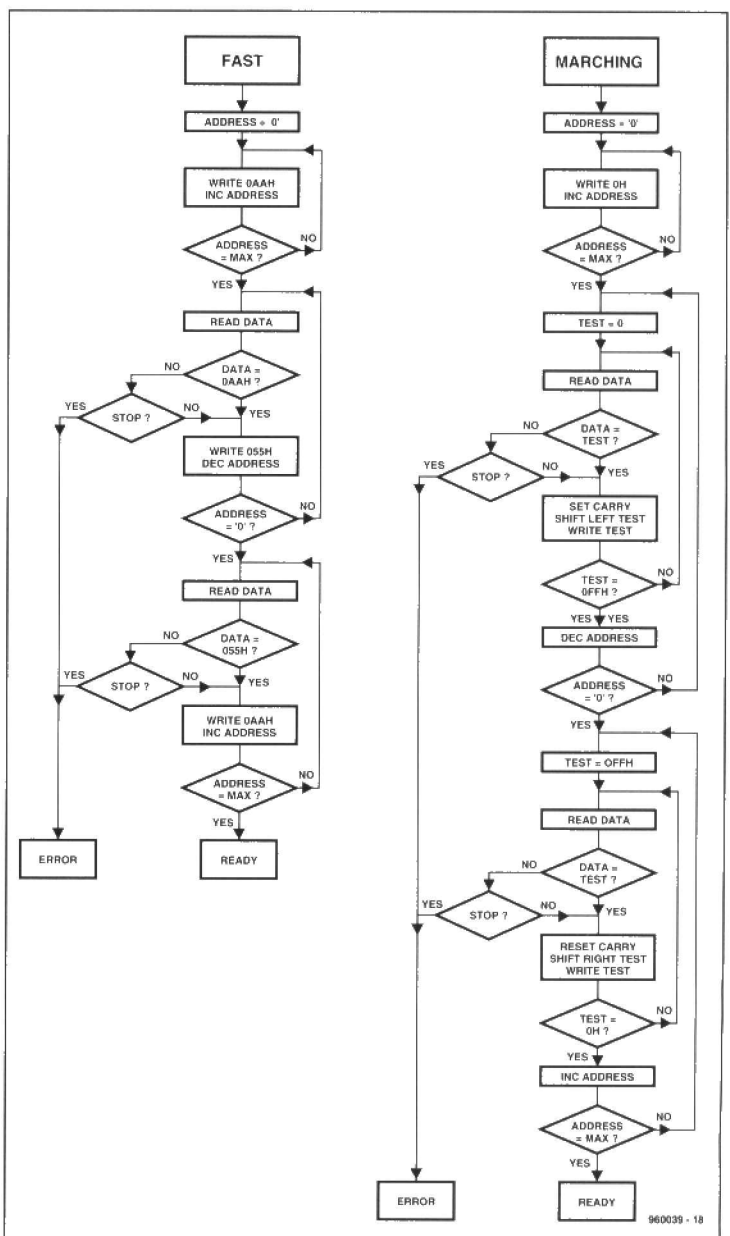 FAST
ADDRESS = 0'
WRITE 0AAH
INC ADDRESS
ADDRESS
= MAX ?
NO
YES
READ DATA
DATA =
0AAH ?
NO
YES
STOP ?
YES
NO
WRITE 055H
DEC ADDRESS
ADDRESS
= '0' ?
NO
YES
READ DATA
DATA =
055H ?
NO
YES
STOP ?
YES
NO
WRITE 0AAH
INC ADDRESS
ADDRESS
= MAX ?
NO
YES
ERROR
READY
MARCHING
ADDRESS = '0'
WRITE 0H
INC ADDRESS
ADDRESS
= MAX ?
NO
YES
TEST = 0
READ DATA
DATA =
TEST ?
NO
YES
STOP ?
YES
NO
SET CARRY
SHIFT LEFT TEST
WRITE TEST
TEST =
0FFH ?
NO
YES YES
DEC ADDRESS
ADDRESS
= '0' ?
NO
YES
TEST = OFFH
READ DATA
DATA =
TEST ?
NO
YES
STOP ?
YES
NO
RESET CARRY
SHIFT RIGHT TEST
WRITE TEST
TEST =
0H ?
NO
YES
INC ADDRESS
ADDRESS
= MAX ?
NO
YES
ERROR
READY
960039 - 18